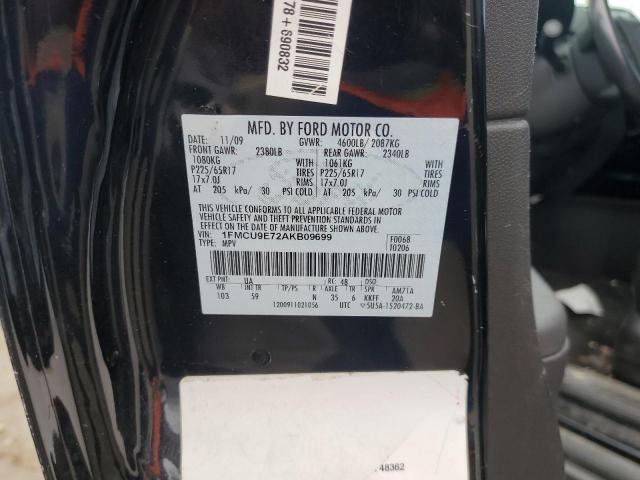 78 + 690832
MFD. BY FORD MOTOR CO.
DATE: 11/09 GVWR: 4600LB/ 2087KG
FRONT GAWR: 2380LB REAR GAWR: 2340LB
1080KG WITH 1061KG WITH
P225/65R17 TIRES P225/65R17 TIRES
17x7.0J RIMS 17x7.0J RIMS
AT 205 kPa/ 30 PSI COLD AT 205 kPa/ 30 PSI COLD
THIS VEHICLE CONFORMS TO ALL APPLICABLE FEDERAL MOTOR
VEHICLE SAFETY AND THEFT PREVENTION STANDARDS IN
EFFECT ON THE DATE OF MANUFACTURE SHOWN ABOVE.
VIN: 1FMCU9E72AKB09699 F0068
TYPE: MPV T0206
EXT PNT: UA RC: 48 DSO:
WB INT TR TP/PS R AXLE TR SPR AM71A
103 59 N 35 6 KKFF 20A
1200911021056 UTC 5U5A-1520472-BA
48362